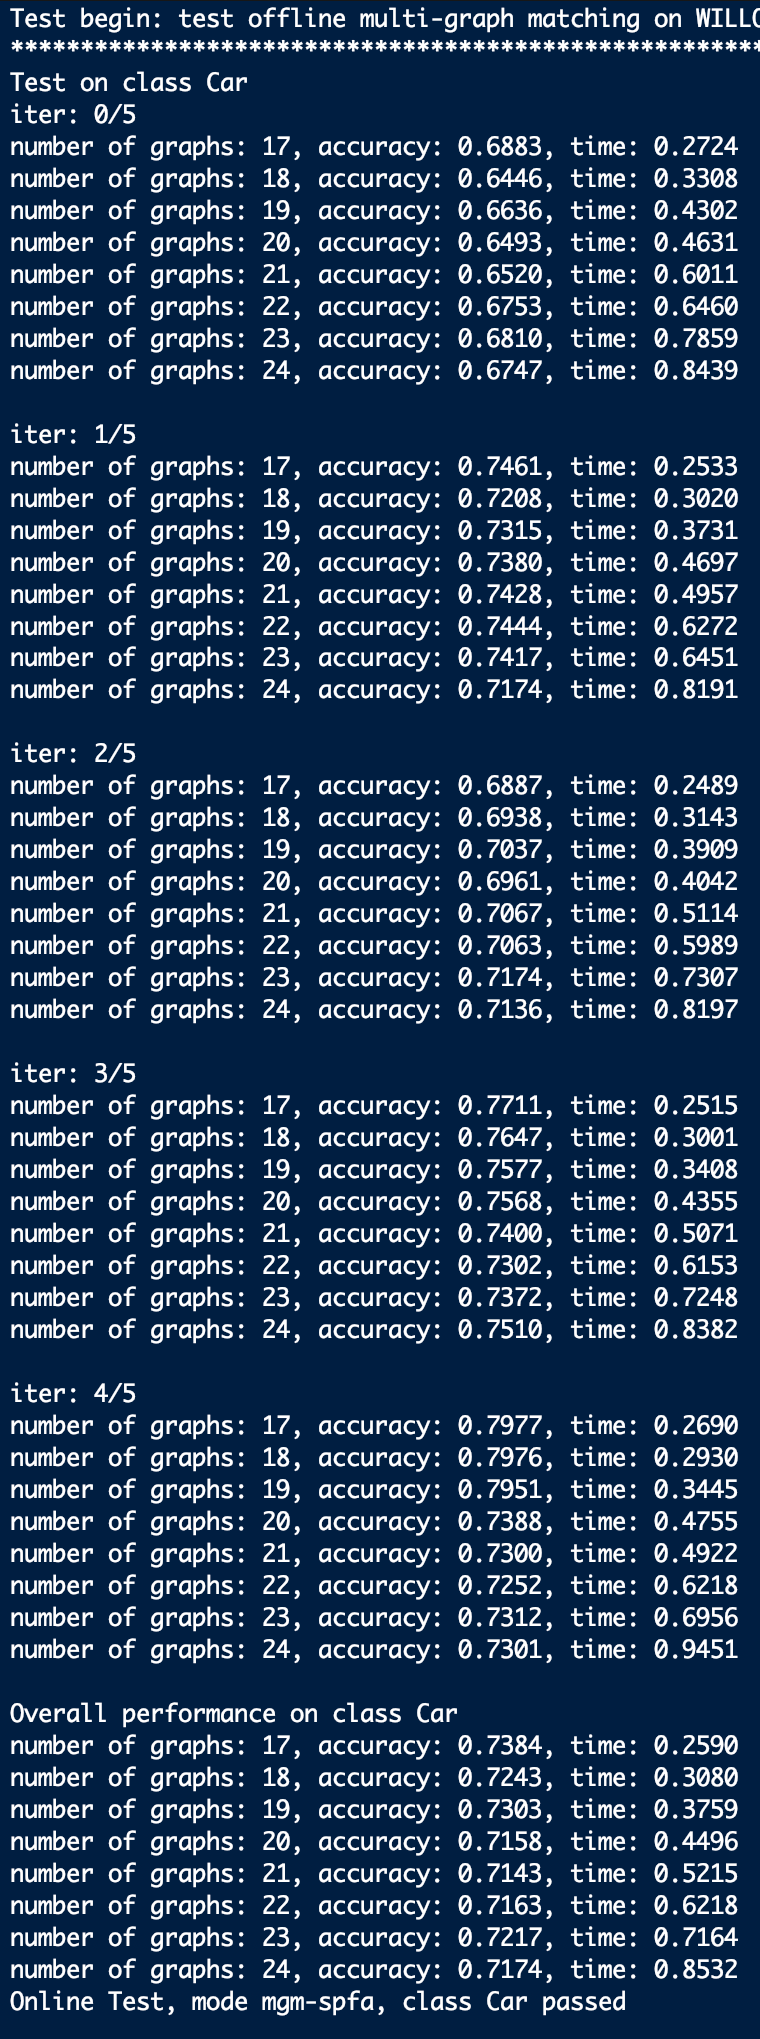 Test begin: test offline multi-graph matching on WILLO
******************************************************
Test on class Car
iter: 0/5
number of graphs: 17, accuracy: 0.6883, time: 0.2724
number of graphs: 18, accuracy: 0.6446, time: 0.3308
number of graphs: 19, accuracy: 0.6636, time: 0.4302
number of graphs: 20, accuracy: 0.6493, time: 0.4631
number of graphs: 21, accuracy: 0.6520, time: 0.6011
number of graphs: 22, accuracy: 0.6753, time: 0.6460
number of graphs: 23, accuracy: 0.6810, time: 0.7859
number of graphs: 24, accuracy: 0.6747, time: 0.8439
iter: 1/5
number of graphs: 17, accuracy: 0.7461, time: 0.2533
number of graphs: 18, accuracy: 0.7208, time: 0.3020
number of graphs: 19, accuracy: 0.7315, time: 0.3731
number of graphs: 20, accuracy: 0.7380, time: 0.4697
number of graphs: 21, accuracy: 0.7428, time: 0.4957
number of graphs: 22, accuracy: 0.7444, time: 0.6272
number of graphs: 23, accuracy: 0.7417, time: 0.6451
number of graphs: 24, accuracy: 0.7174, time: 0.8191
iter: 2/5
number of graphs: 17, accuracy: 0.6887, time: 0.2489
number of graphs: 18, accuracy: 0.6938, time: 0.3143
number of graphs: 19, accuracy: 0.7037, time: 0.3909
number of graphs: 20, accuracy: 0.6961, time: 0.4042
number of graphs: 21, accuracy: 0.7067, time: 0.5114
number of graphs: 22, accuracy: 0.7063, time: 0.5989
number of graphs: 23, accuracy: 0.7174, time: 0.7307
number of graphs: 24, accuracy: 0.7136, time: 0.8197
iter: 3/5
number of graphs: 17, accuracy: 0.7711, time: 0.2515
number of graphs: 18, accuracy: 0.7647, time: 0.3001
number of graphs: 19, accuracy: 0.7577, time: 0.3408
number of graphs: 20, accuracy: 0.7568, time: 0.4355
number of graphs: 21, accuracy: 0.7400, time: 0.5071
number of graphs: 22, accuracy: 0.7302, time: 0.6153
number of graphs: 23, accuracy: 0.7372, time: 0.7248
number of graphs: 24, accuracy: 0.7510, time: 0.8382
iter: 4/5
number of graphs: 17, accuracy: 0.7977, time: 0.2690
number of graphs: 18, accuracy: 0.7976, time: 0.2930
number of graphs: 19, accuracy: 0.7951, time: 0.3445
number of graphs: 20, accuracy: 0.7388, time: 0.4755
number of graphs: 21, accuracy: 0.7300, time: 0.4922
number of graphs: 22, accuracy: 0.7252, time: 0.6218
number of graphs: 23, accuracy: 0.7312, time: 0.6956
number of graphs: 24, accuracy: 0.7301, time: 0.9451
Overall performance on class Car
number of graphs: 17, accuracy: 0.7384, time: 0.2590
number of graphs: 18, accuracy: 0.7243, time: 0.3080
number of graphs: 19, accuracy: 0.7303, time: 0.3759
number of graphs: 20, accuracy: 0.7158, time: 0.4496
number of graphs: 21, accuracy: 0.7143, time: 0.5215
number of graphs: 22, accuracy: 0.7163, time: 0.6218
number of graphs: 23, accuracy: 0.7217, time: 0.7164
number of graphs: 24, accuracy: 0.7174, time: 0.8532
Online Test, mode mgm-spfa, class Car passed